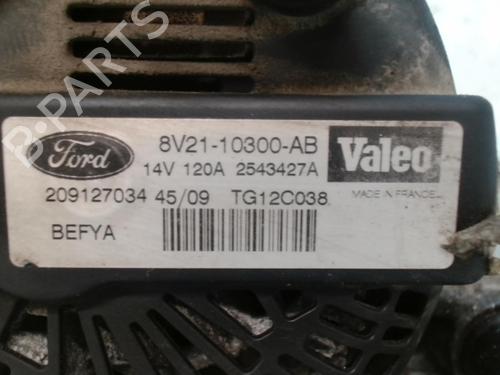 Ford
8V21-10300-AB
Valeo
14V 120A 2543427A
MADE IN FRANCE
209127034 45/09 TG12C038
BEFYA
B-PARTS